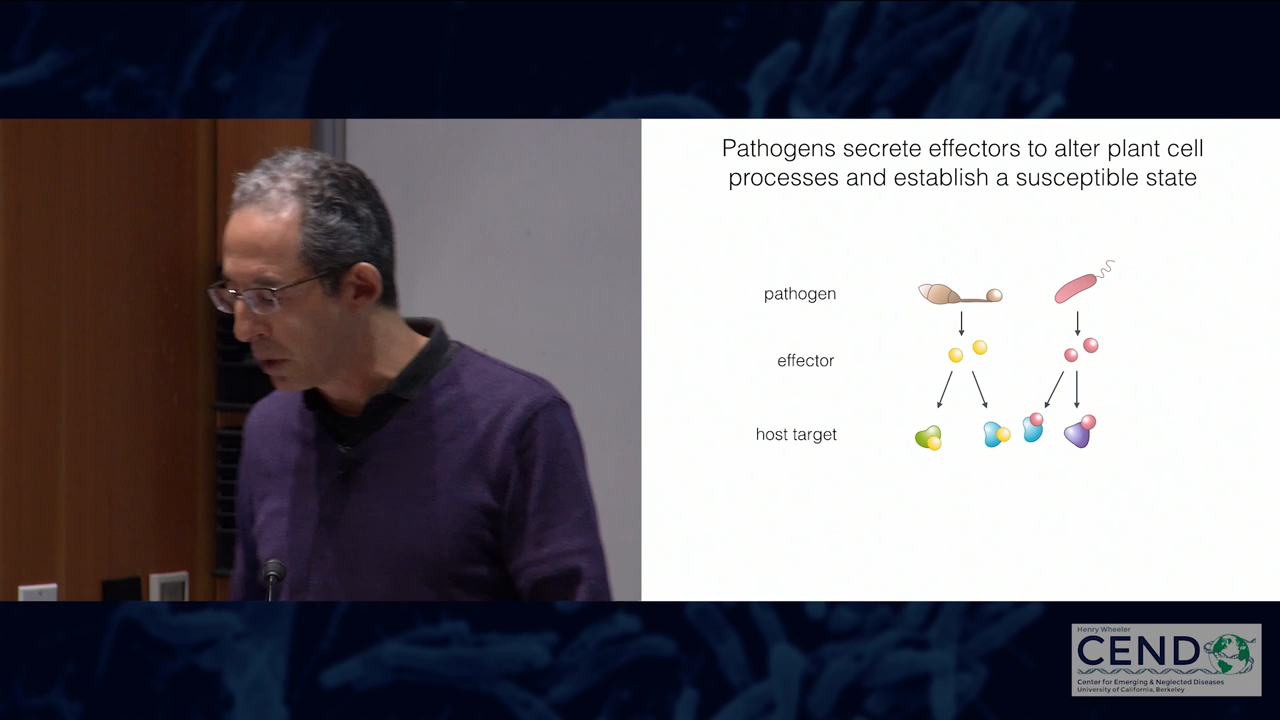 Pathogens secrete effectors to alter plant cell
processes and establish a susceptible state
pathogen
effector
host target
Henry Wheeler
CEND
Center for Emerging & Neglected Diseases
University of California, Berkeley